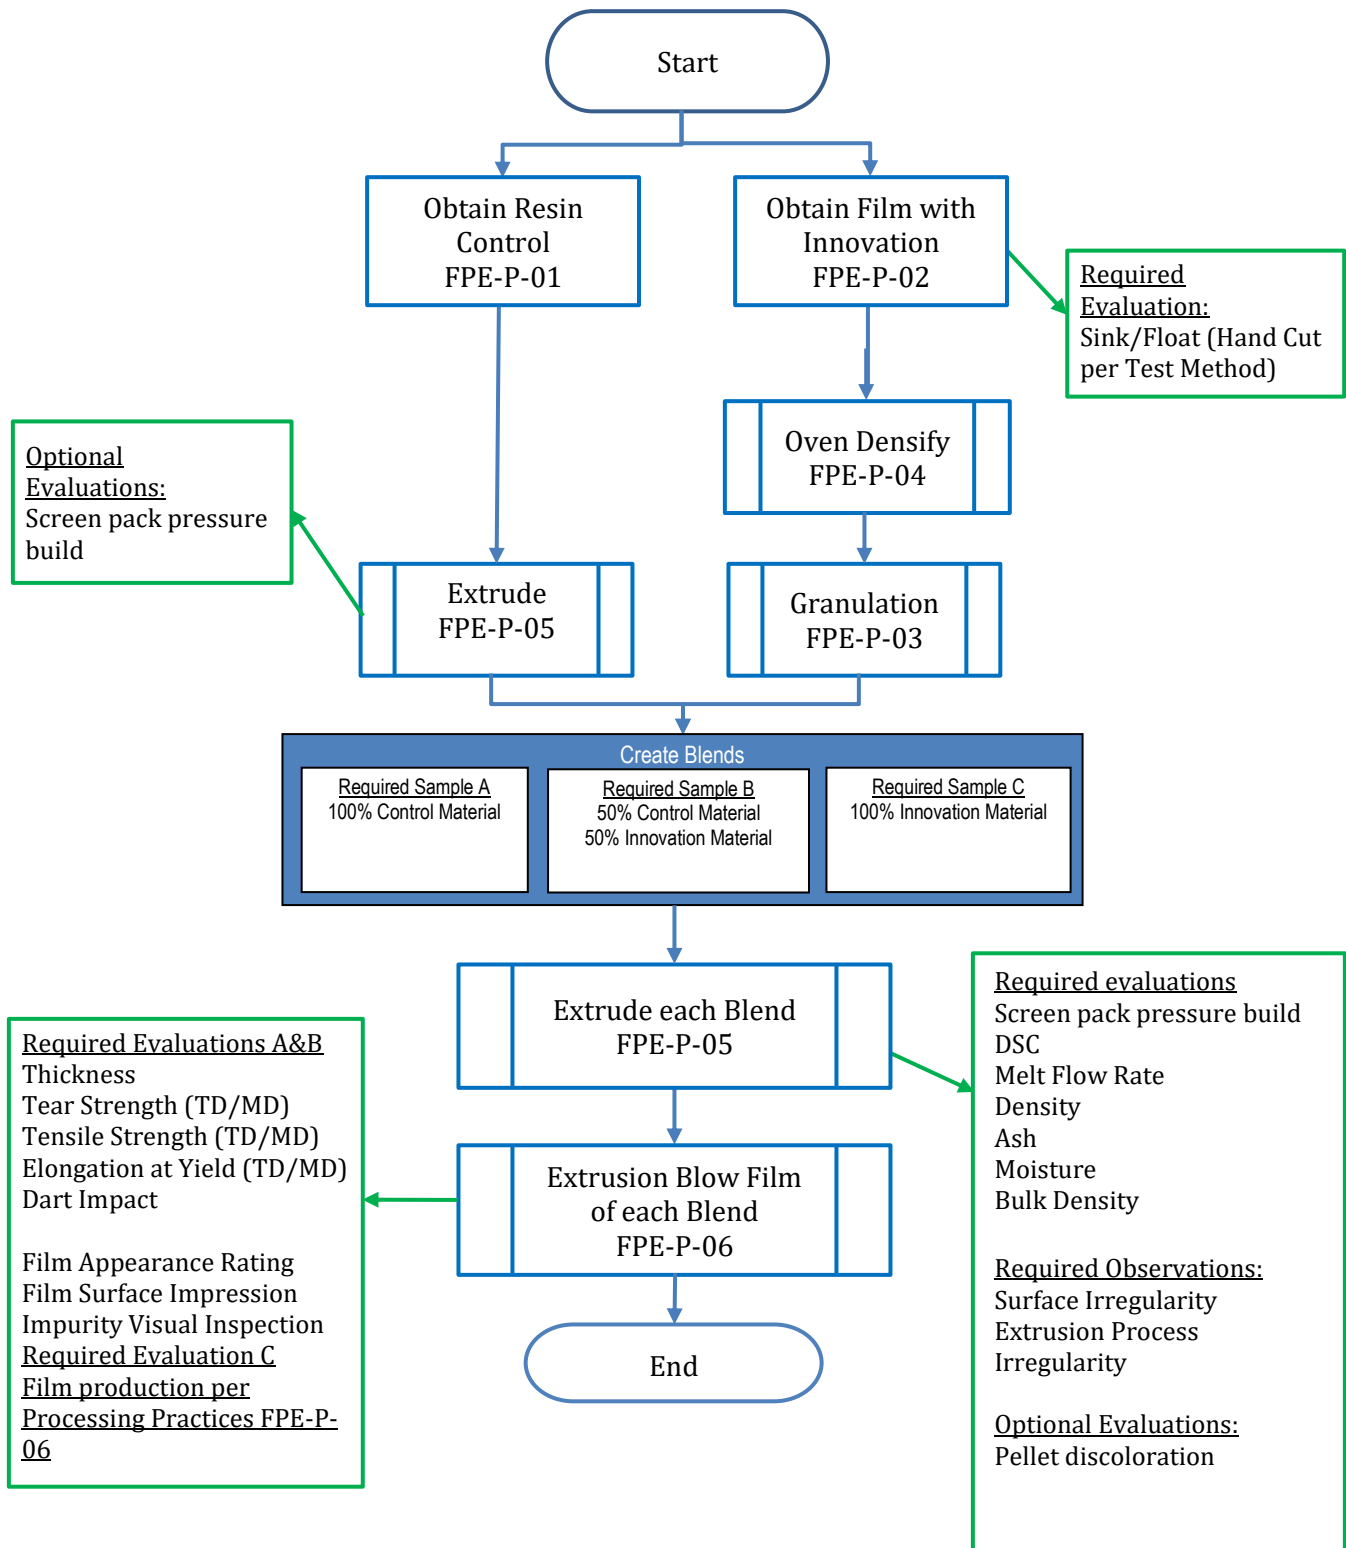 Start
Obtain Resin
Control
FPE-P-01
Obtain Film with
Innovation
FPE-P-02
Required
Evaluation:
Sink/Float (Hand Cut
per Test Method)
Oven Densify
FPE-P-04
Optional
Evaluations:
Screen pack pressure
build
Extrude
FPE-P-05
Granulation
FPE-P-03
Create Blends
Required Sample A
100% Control Material
Required Sample B
50% Control Material
50% Innovation Material
Required Sample C
100% Innovation Material
Extrude each Blend
FPE-P-05
Required evaluations
Screen pack pressure build
DSC
Melt Flow Rate
Density
Ash
Moisture
Bulk Density
Required Observations:
Surface Irregularity
Extrusion Process
Irregularity
Optional Evaluations:
Pellet discoloration
Required Evaluations A&B
Thickness
Tear Strength (TD/MD)
Tensile Strength (TD/MD)
Elongation at Yield (TD/MD)
Dart Impact
Film Appearance Rating
Film Surface Impression
Impurity Visual Inspection
Required Evaluation C
Film production per
Processing Practices FPE-P-
06
Extrusion Blow Film
of each Blend
FPE-P-06
End